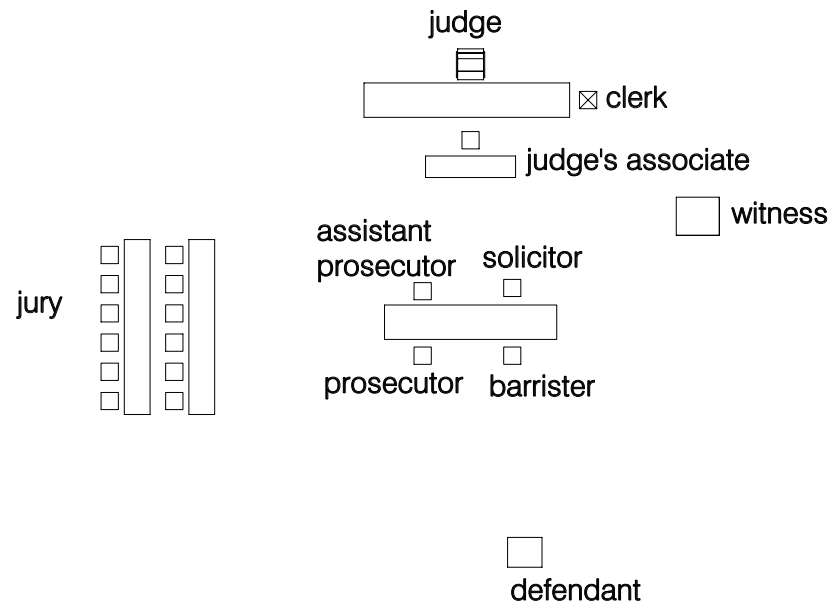 judge
clerk
judge's associate
witness
assistant
prosecutor
solicitor
jury
prosecutor
barrister
defendant